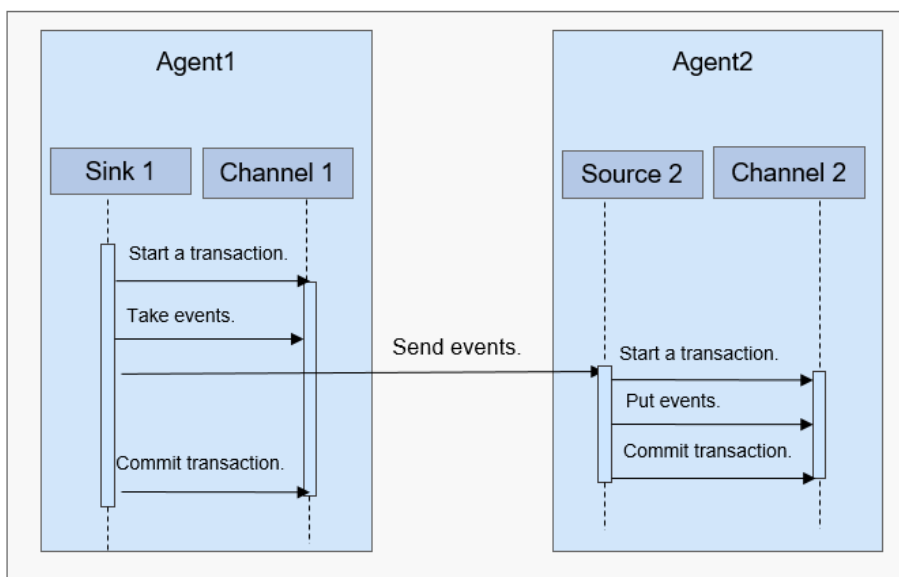 Agent1
Agent2
Sink 1
Channel 1
Source 2
Channel 2
Start a transaction.
Take events.
Send events.
Start a transaction.
Put events.
Commit transaction.
Commit transaction.